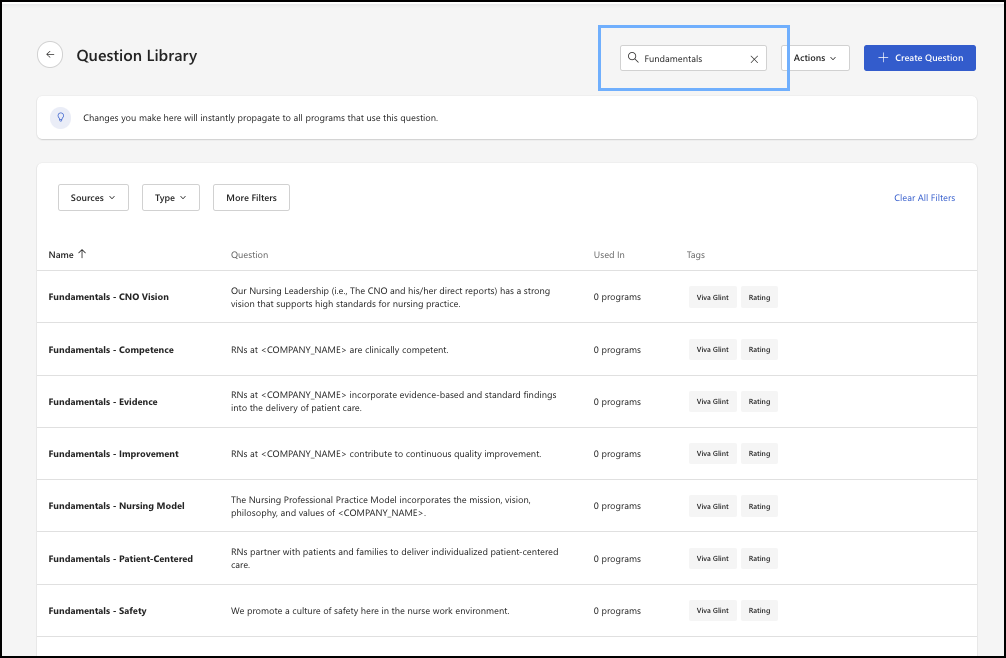 Question Library
Fundamentals
Actions
Create Question
Changes you make here will instantly propagate to all programs that use this question.
Sources
Type
More Filters
Clear All Filters
Name
Question
Used In
Tags
Fundamentals - CNO Vision
Our Nursing Leadership (i.e., The CNO and his/her direct reports) has a strong
vision that supports high standards for nursing practice.
0 programs
Viva Glint
Rating
Fundamentals - Competence
RNs at <COMPANY_NAME> are clinically competent.
0 programs
Viva Glint
Rating
Fundamentals - Evidence
RNs at <COMPANY_NAME> incorporate evidence-based and standard findings
into the delivery of patient care.
0 programs
Viva Glint
Rating
Fundamentals - Improvement
RNs at <COMPANY_NAME> contribute to continuous quality improvement.
0 programs
Viva Glint
Rating
Fundamentals - Nursing Model
The Nursing Professional Practice Model incorporates the mission, vision,
philosophy, and values of <COMPANY_NAME>.
0 programs
Viva Glint
Rating
Fundamentals - Patient-Centered
RNs partner with patients and families to deliver individualized patient-centered
care.
0 programs
Viva Glint
Rating
Fundamentals - Safety
We promote a culture of safety here in the nurse work environment.
0 programs
Viva Glint
Rating